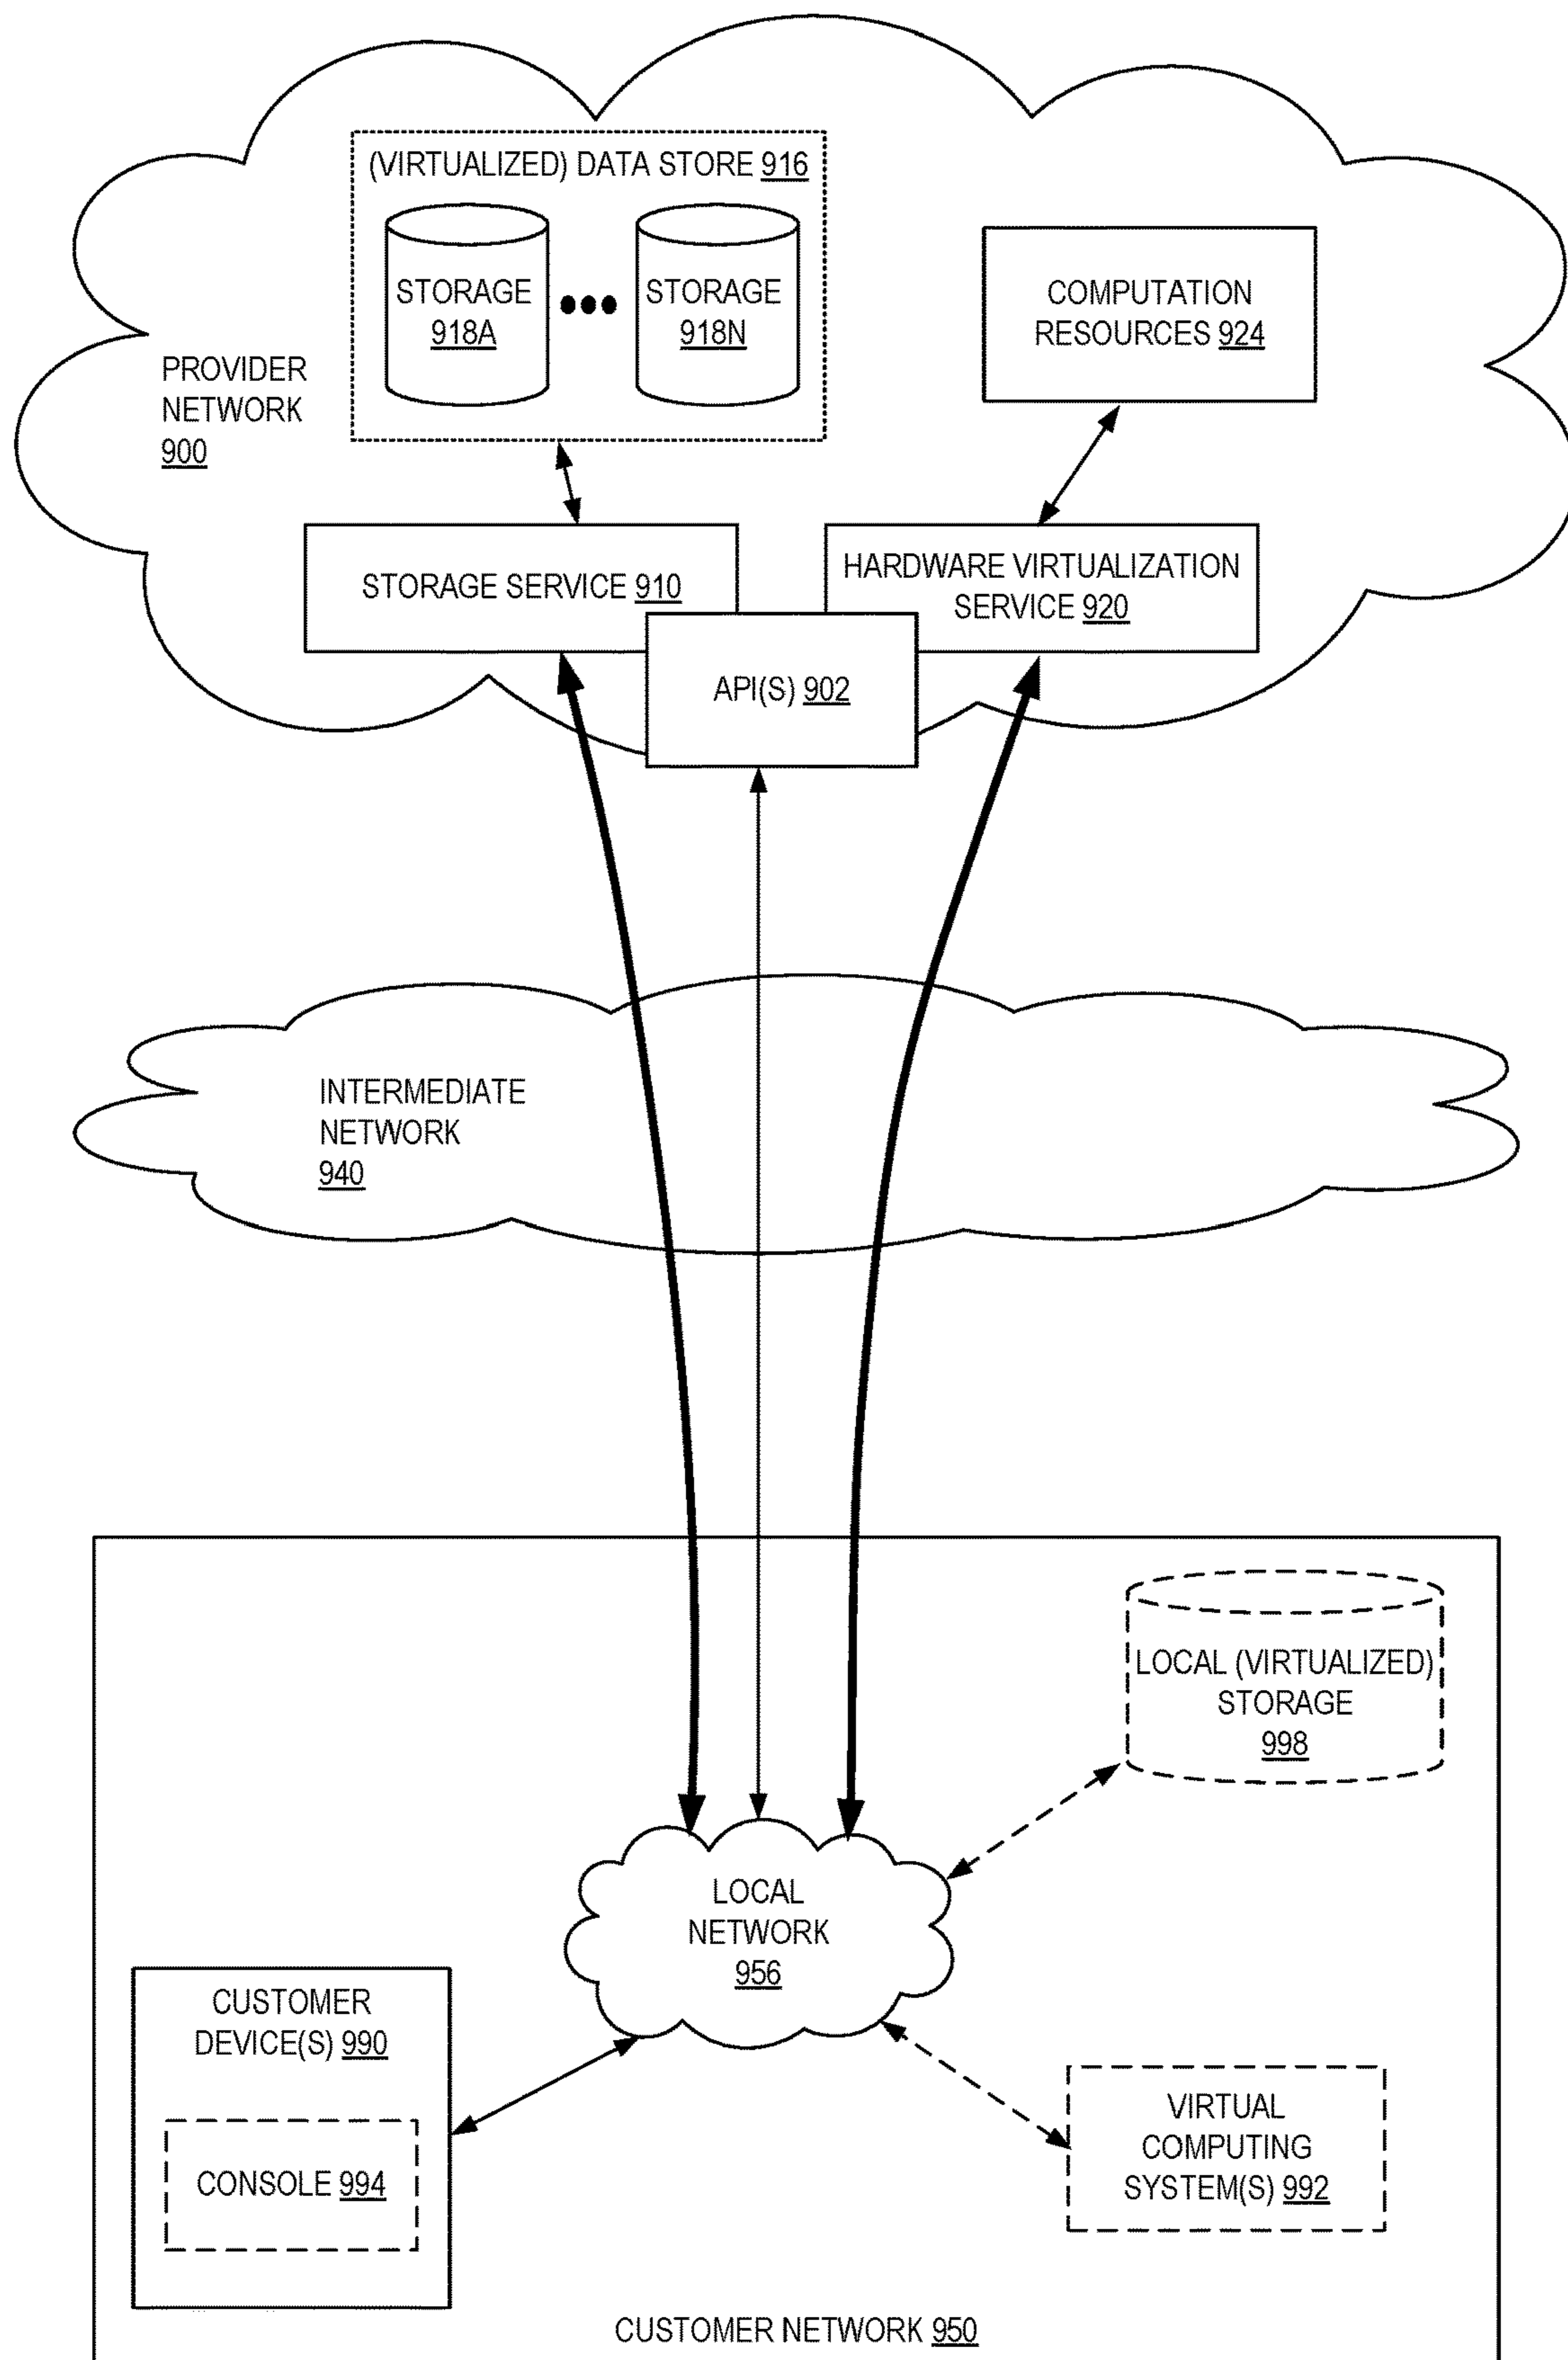 (VIRTUALIZED) DATA STORE 916
STORAGE
918A
STORAGE
918N
COMPUTATION
RESOURCES 924
PROVIDER
NETWORK
900
STORAGE SERVICE 910
HARDWARE VIRTUALIZATION
SERVICE 920
API(S) 902
INTERMEDIATE
NETWORK
940
LOCAL (VIRTUALIZED)
STORAGE
998
LOCAL
NETWORK
956
CUSTOMER
DEVICE(S) 990
CONSOLE 994
VIRTUAL
COMPUTING
SYSTEM(S) 992
CUSTOMER NETWORK 950